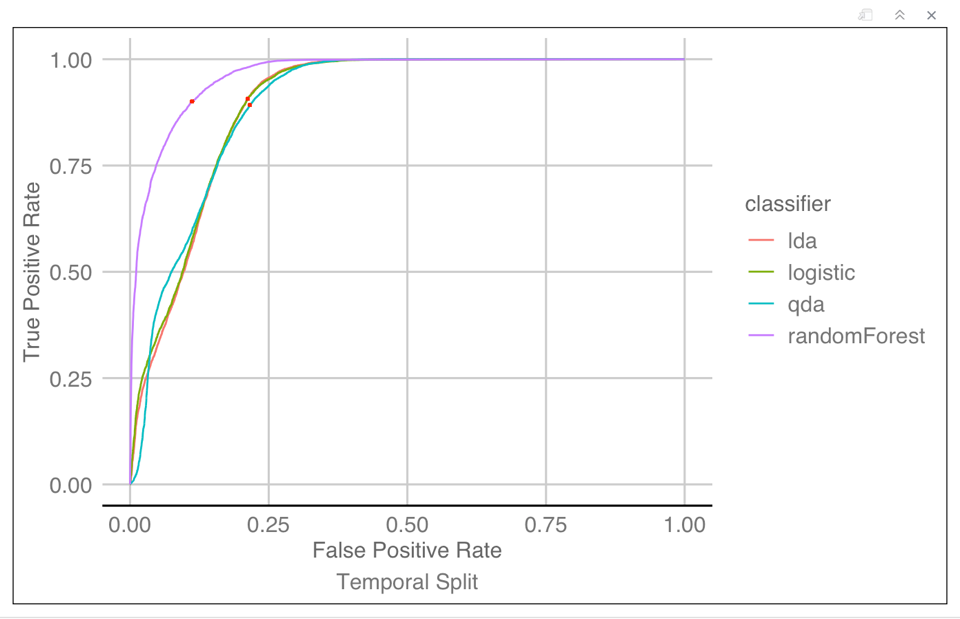 True Positive Rate
1.00
0.75
0.50
0.25
0.00
0.00 0.25 0.50 0.75 1.00
False Positive Rate
Temporal Split
classifier
lda
logistic
qda
randomForest